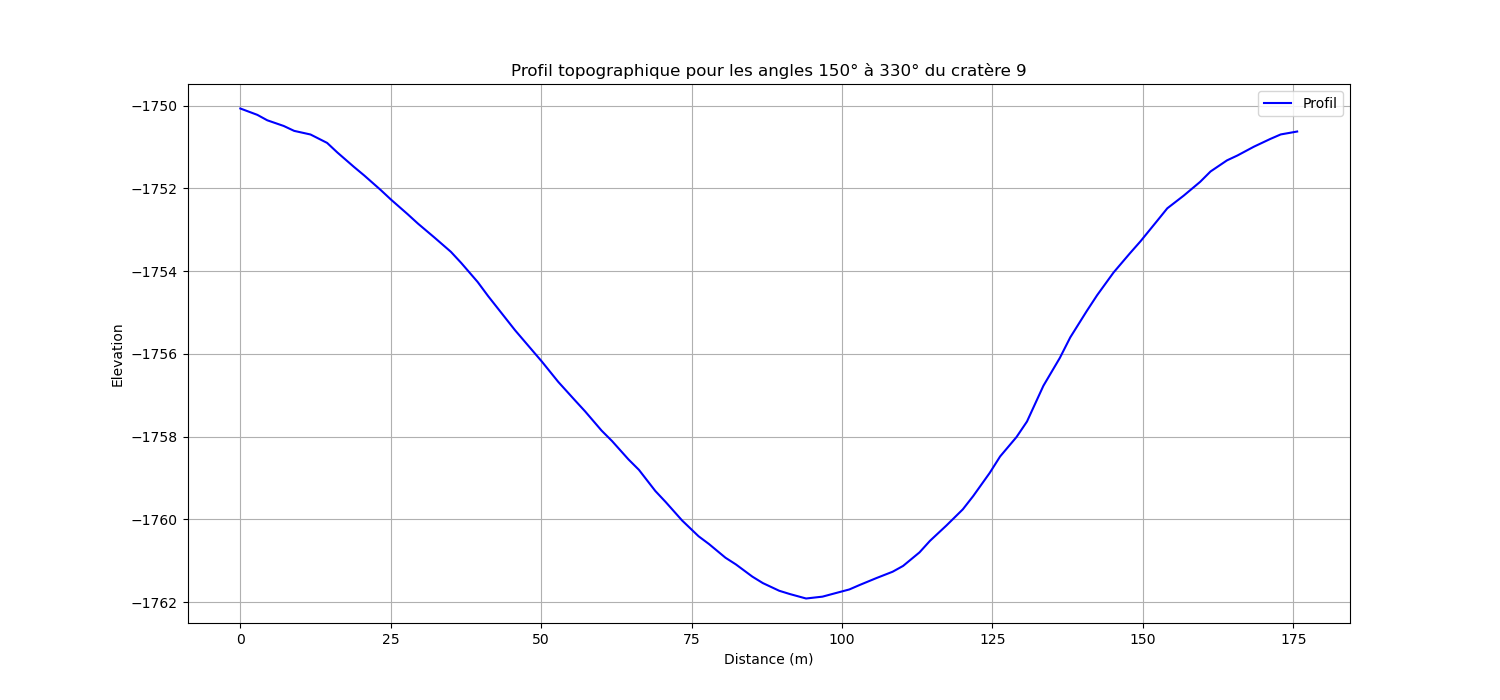 Profil topographique pour les angles 150° à 330° du cratère 9
Profil
−1750
−1752
−1754
−1756
−1758
−1760
−1762
Elevation
0 25 50 75 100 125 150 175
Distance (m)